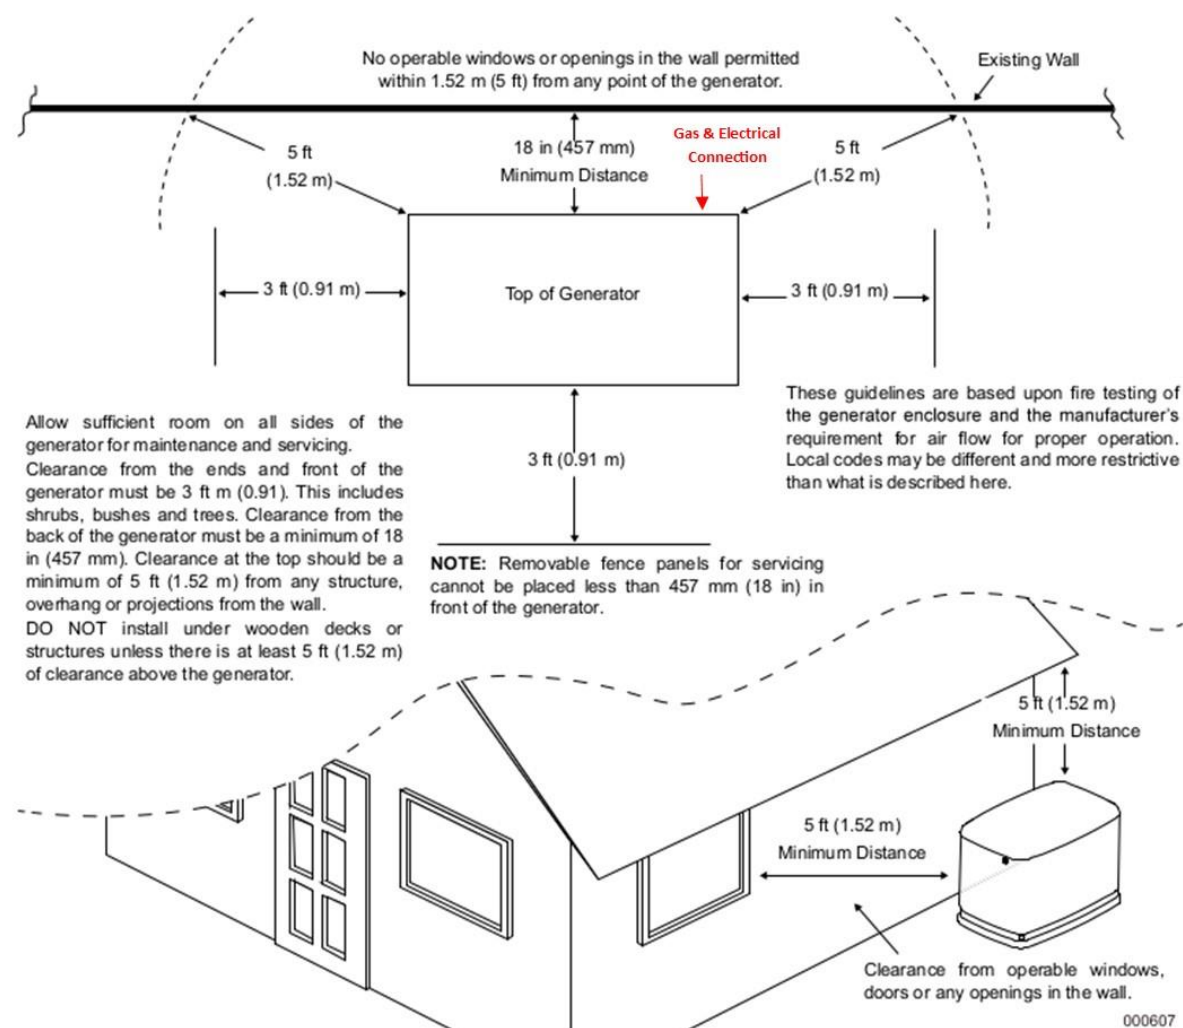 No operable windows or openings in the wall permitted
within 1.52 m (5 ft) from any point of the generator.
Existing Wall
Gas & Electrical
Connection
5 ft
(1.52 m)
18 in (457 mm)
Minimum Distance
5 ft
(1.52 m)
3 ft (0.91 m)
Top of Generator
3 ft (0.91 m)
3 ft (0.91 m)
Allow sufficient room on all sides of the
generator for maintenance and servicing.
Clearance from the ends and front of the
generator must be 3 ft m (0.91). This includes
shrubs, bushes and trees. Clearance from the
back of the generator must be a minimum of 18
in (457 mm). Clearance at the top should be a
minimum of 5 ft (1.52 m) from any structure,
overhang or projections from the wall.
DO NOT install under wooden decks or
structures unless there is at least 5 ft (1.52 m)
of clearance above the generator.
These guidelines are based upon fire testing of
the generator enclosure and the manufacturer's
requirement for air flow for proper operation.
Local codes may be different and more restrictive
than what is described here.
NOTE: Removable fence panels for servicing
cannot be placed less than 457 mm (18 in) in
front of the generator.
5 ft (1.52 m)
Minimum Distance
5 ft (1.52 m)
Minimum Distance
Clearance from operable windows,
doors or any openings in the wall.
000607